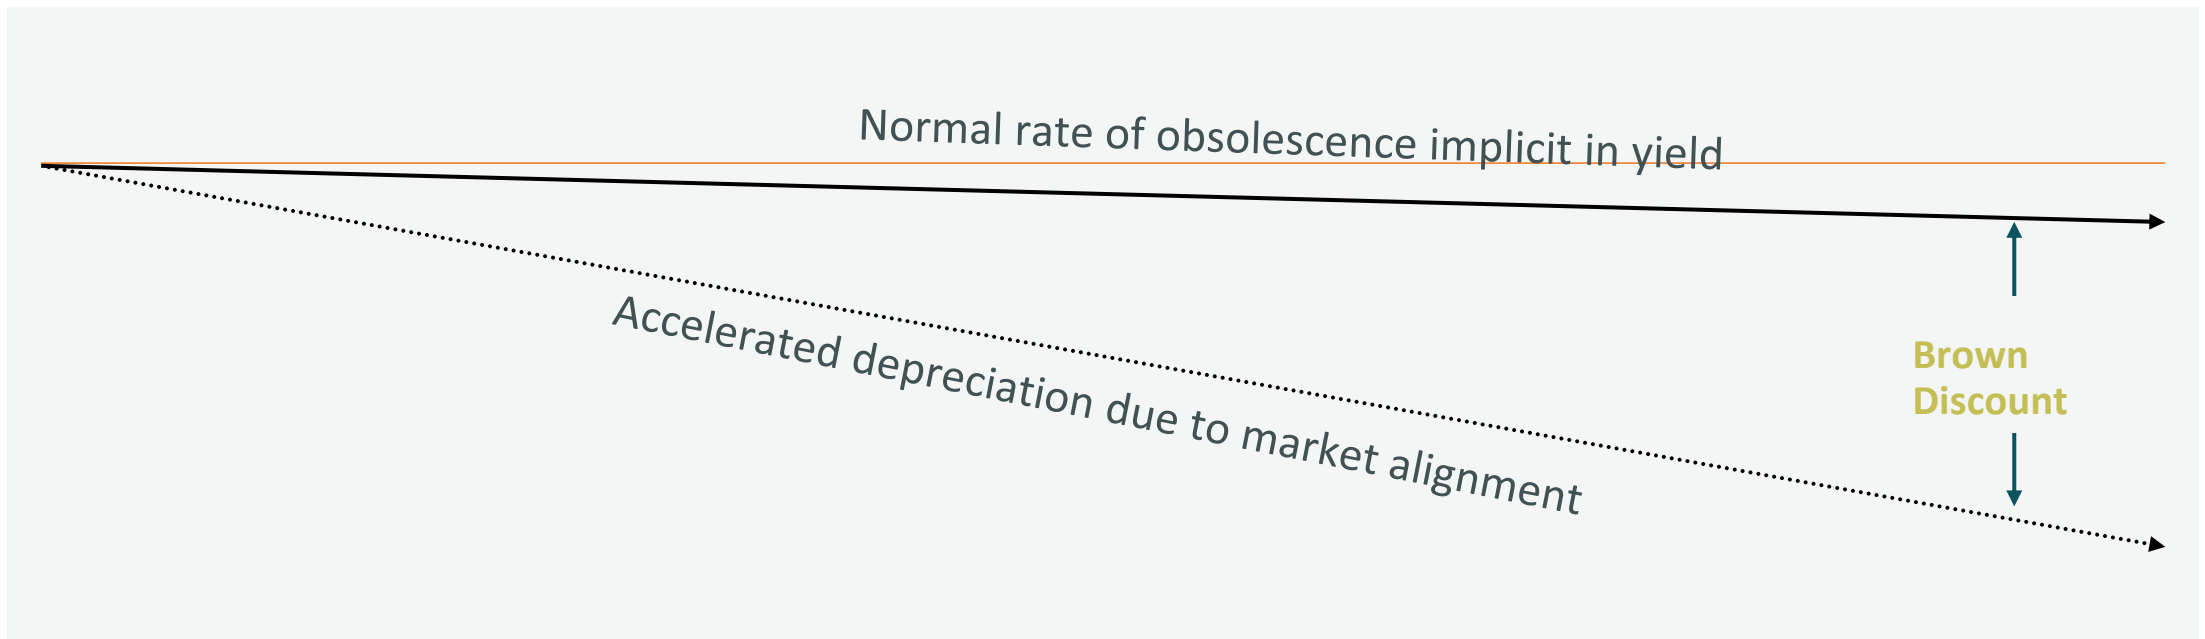 Normal rate of obsolescence implicit in yield
Accelerated depreciation due to market alignment
Brown
Discount